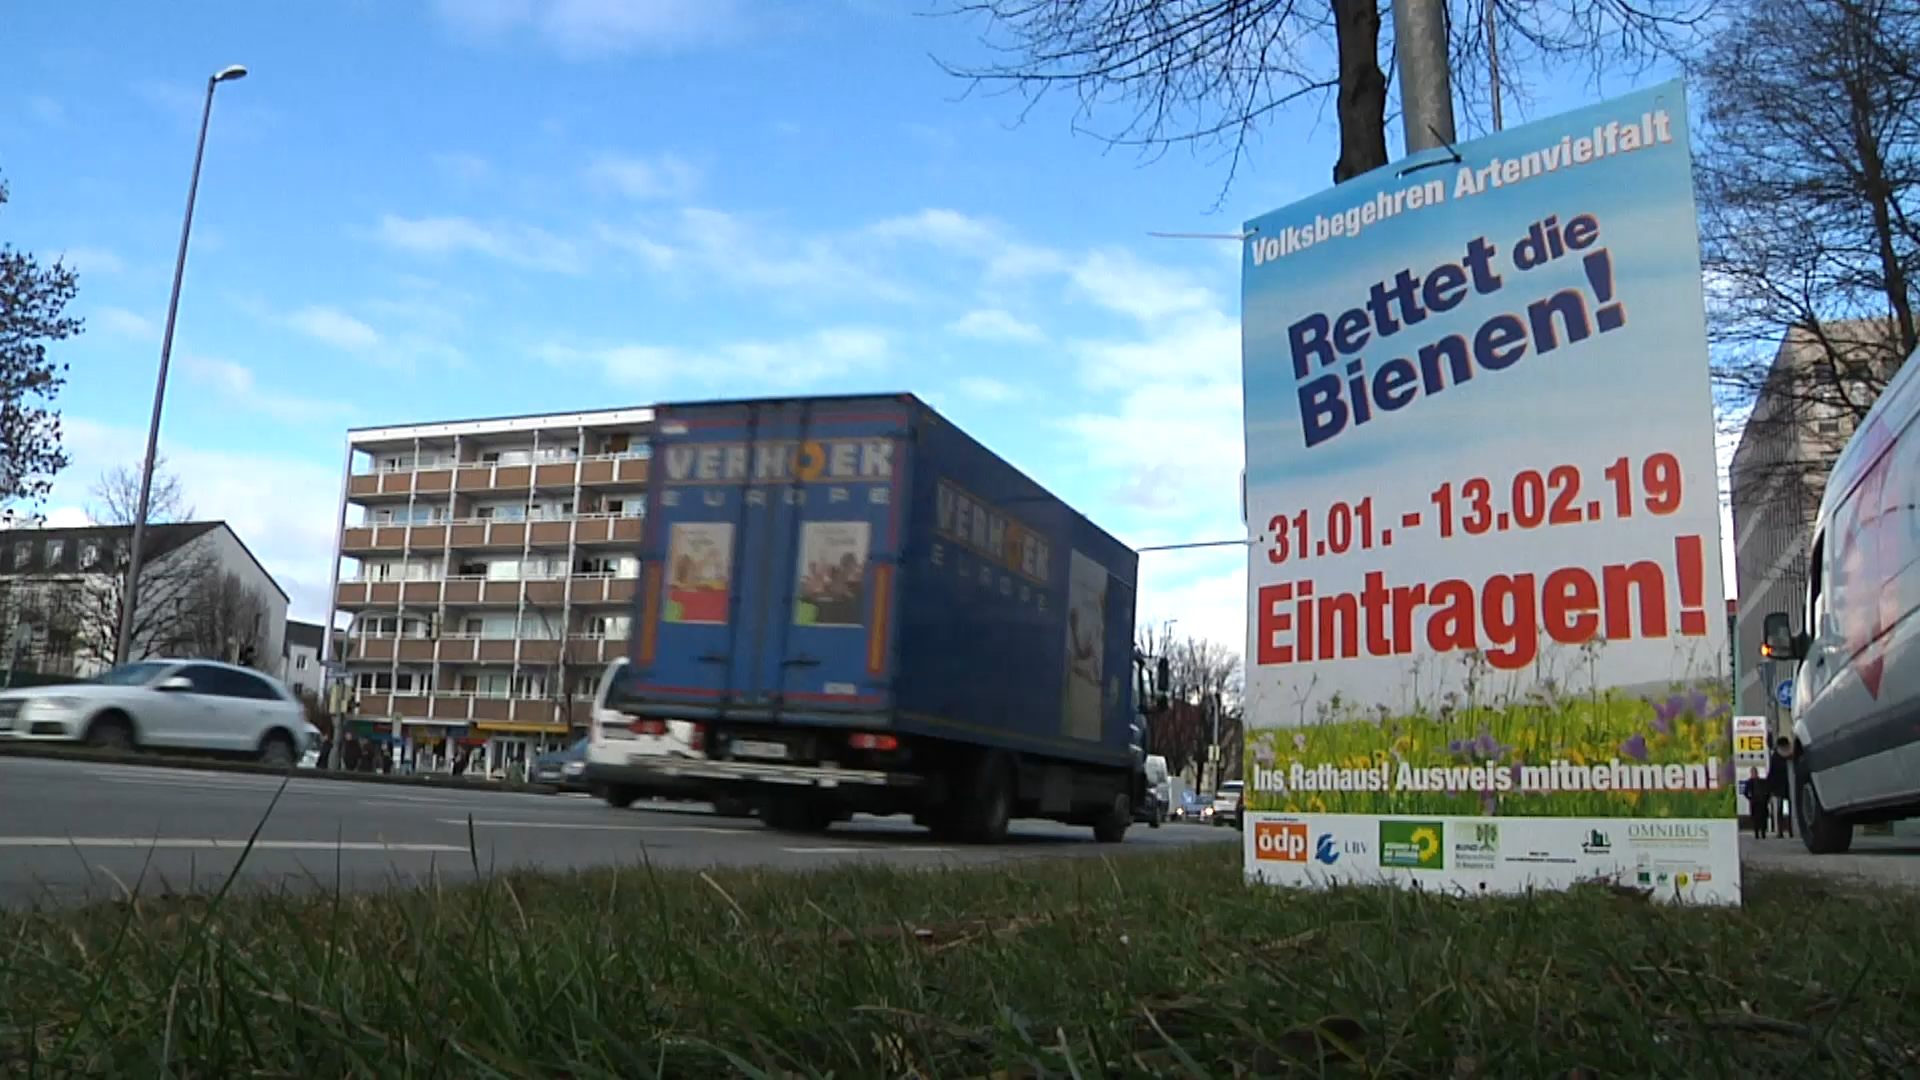 VERHOEK
EUROPE
VERHOEK
EUROPE
Volksbegehren Artenvielfalt
Rettet die
Bienen!
31.01. - 13.02.19
Eintragen!
Ins Rathaus! Ausweis mitnehmen!
ödp
LBV
OMNIBUS